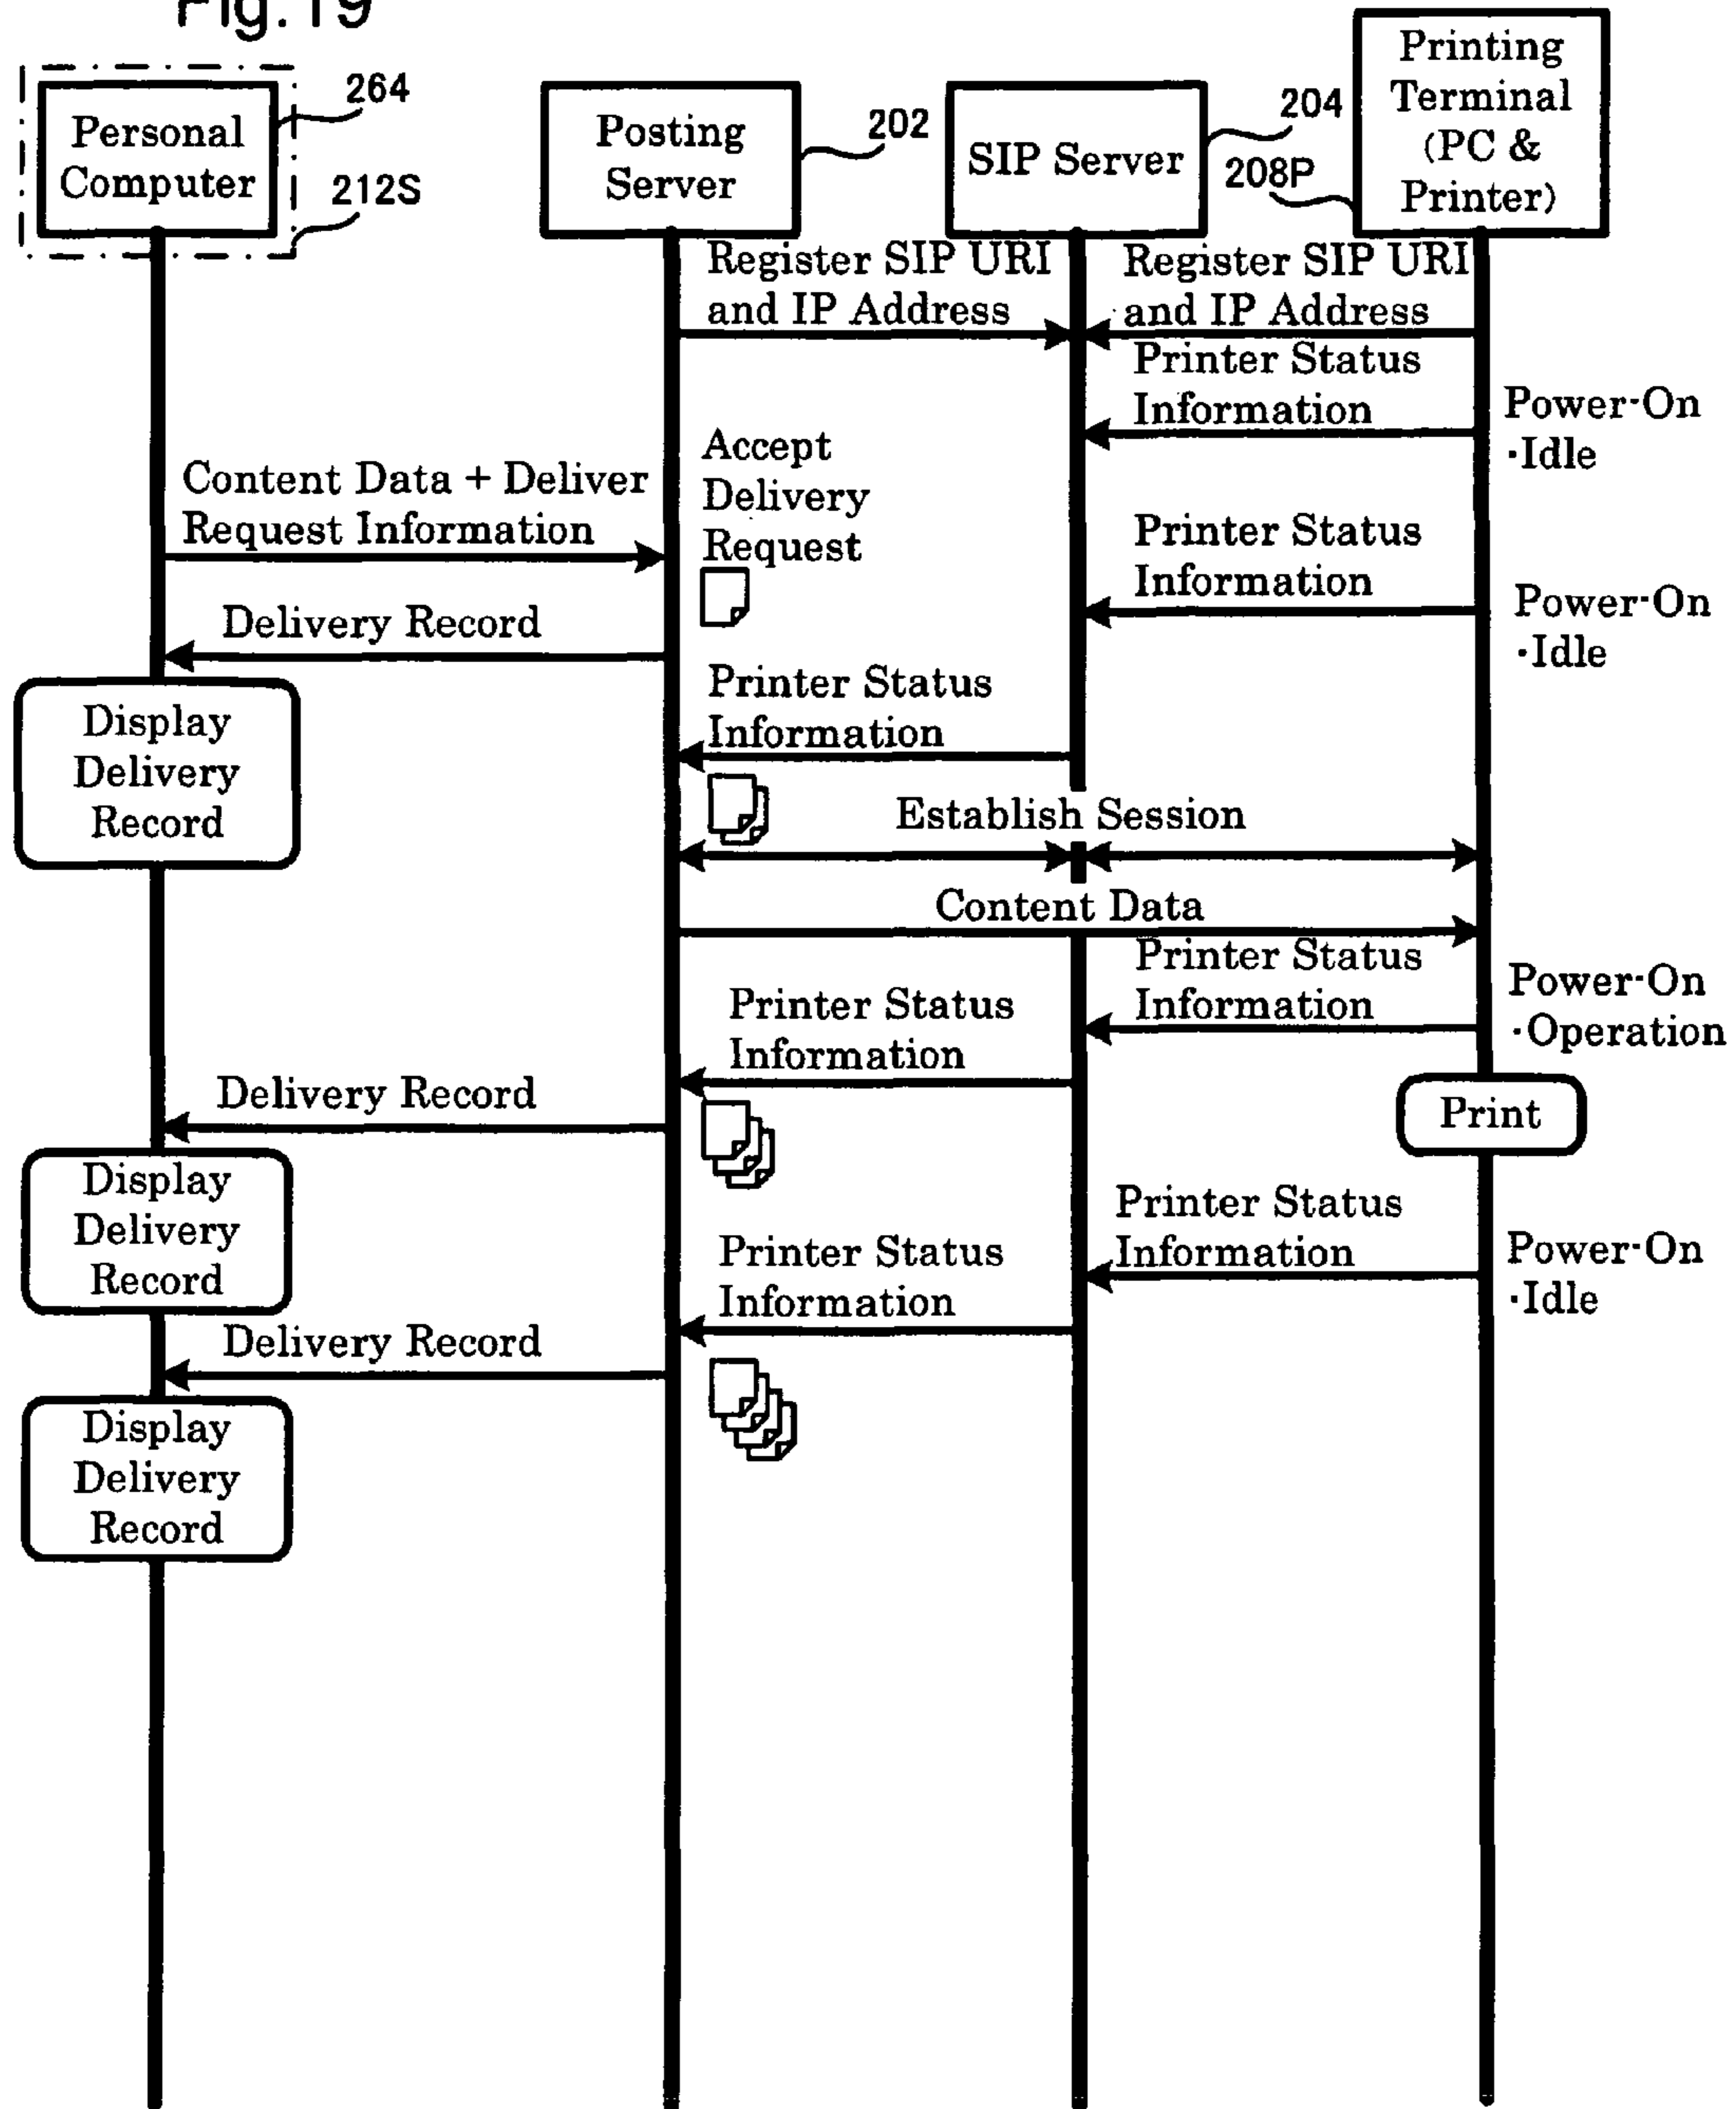 Fig. 19
Personal
Computer
264
212S
Posting
Server
202
SIP Server
204
208P
Printing
Terminal
(PC &
Printer)
Register SIP URI
and IP Address
Register SIP URI
and IP Address
Printer Status
Information
Power-On
·Idle
Accept
Delivery
Request
Content Data + Deliver
Request Information
Printer Status
Information
Power-On
·Idle
Delivery Record
Display
Delivery
Record
Printer Status
Information
Establish Session
Content Data
Printer Status
Information
Power-On
·Operation
Printer Status
Information
Delivery Record
Print
Display
Delivery
Record
Printer Status
Information
Power-On
·Idle
Printer Status
Information
Delivery Record
Display
Delivery
Record